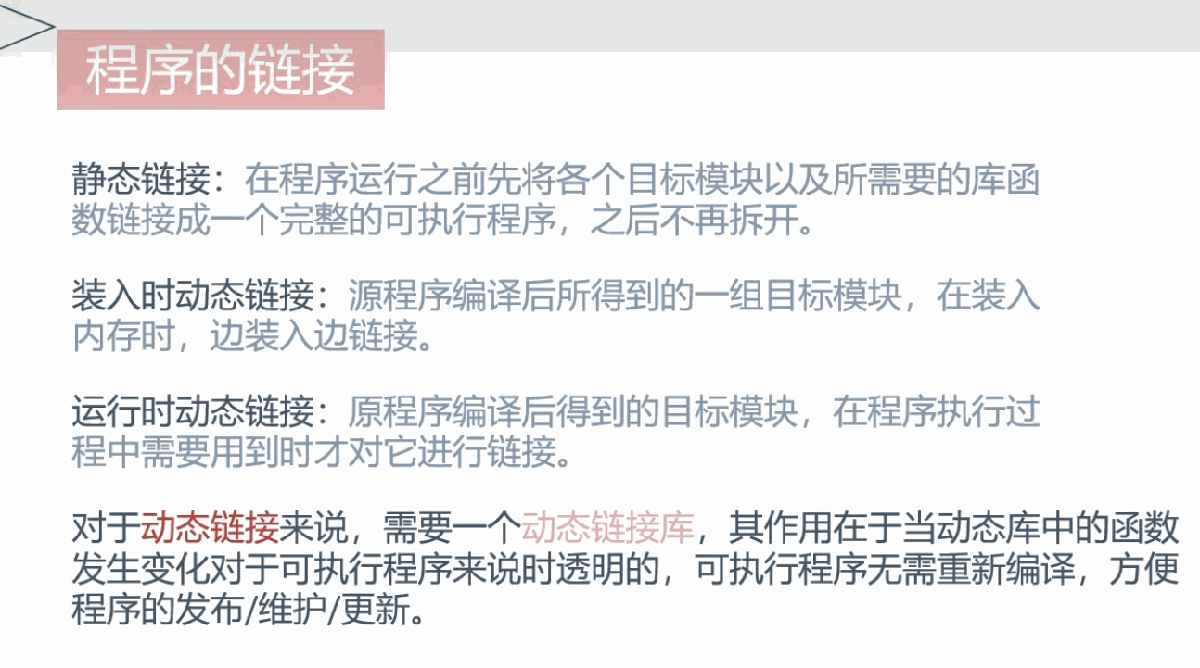 程序的链接
静态链接：在程序运行之前先将各个目标模块以及所需要的库函
数链接成一个完整的可执行程序，之后不再拆开。
装入时动态链接：源程序编译后所得到的一组目标模块，在装入
内存时，边装入边链接。
运行时动态链接：原程序编译后得到的目标模块，在程序执行过
程中需要用到时才对它进行链接。
对于动态链接来说，需要一个动态链接库，其作用在于当动态库中的函数
发生变化对于可执行程序来说时透明的，可执行程序无需重新编译，方便
程序的发布/维护/更新。